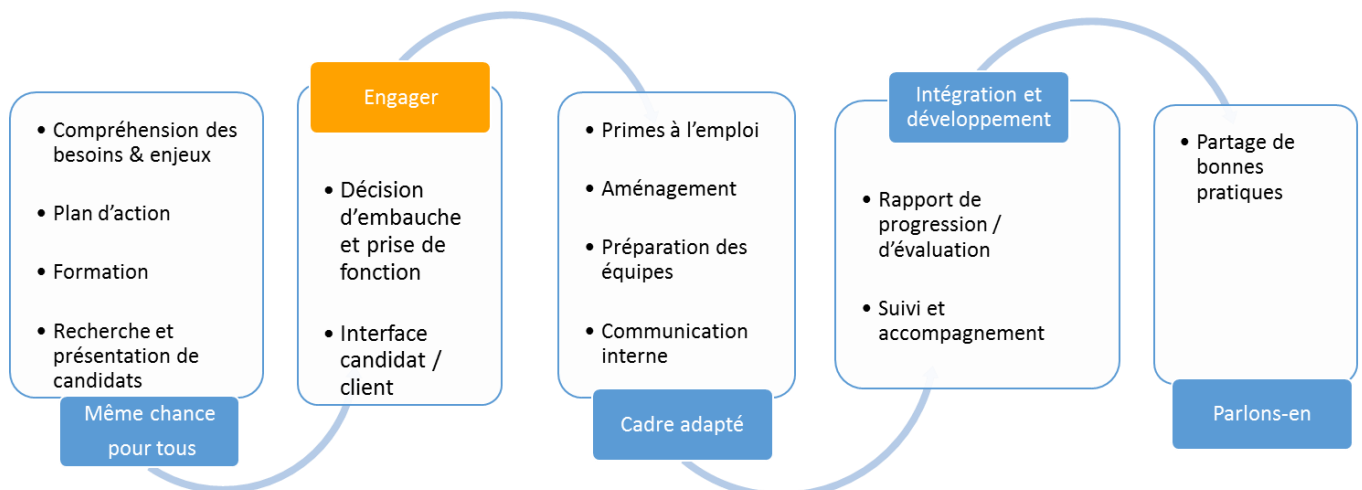 • Compréhension des
besoins & enjeux
• Plan d’action
• Formation
• Recherche et
présentation de
candidats
Même chance
pour tous
Engager
• Décision
d’embauche
et prise de
fonction
• Interface
candidat /
client
• Primes à l’emploi
• Aménagement
• Préparation des
équipes
• Communication
interne
Cadre adapté
Intégration et
développement
• Rapport de
progression /
d’évaluation
• Suivi et
accompagnement
• Partage de
bonnes
pratiques
Parlons-en